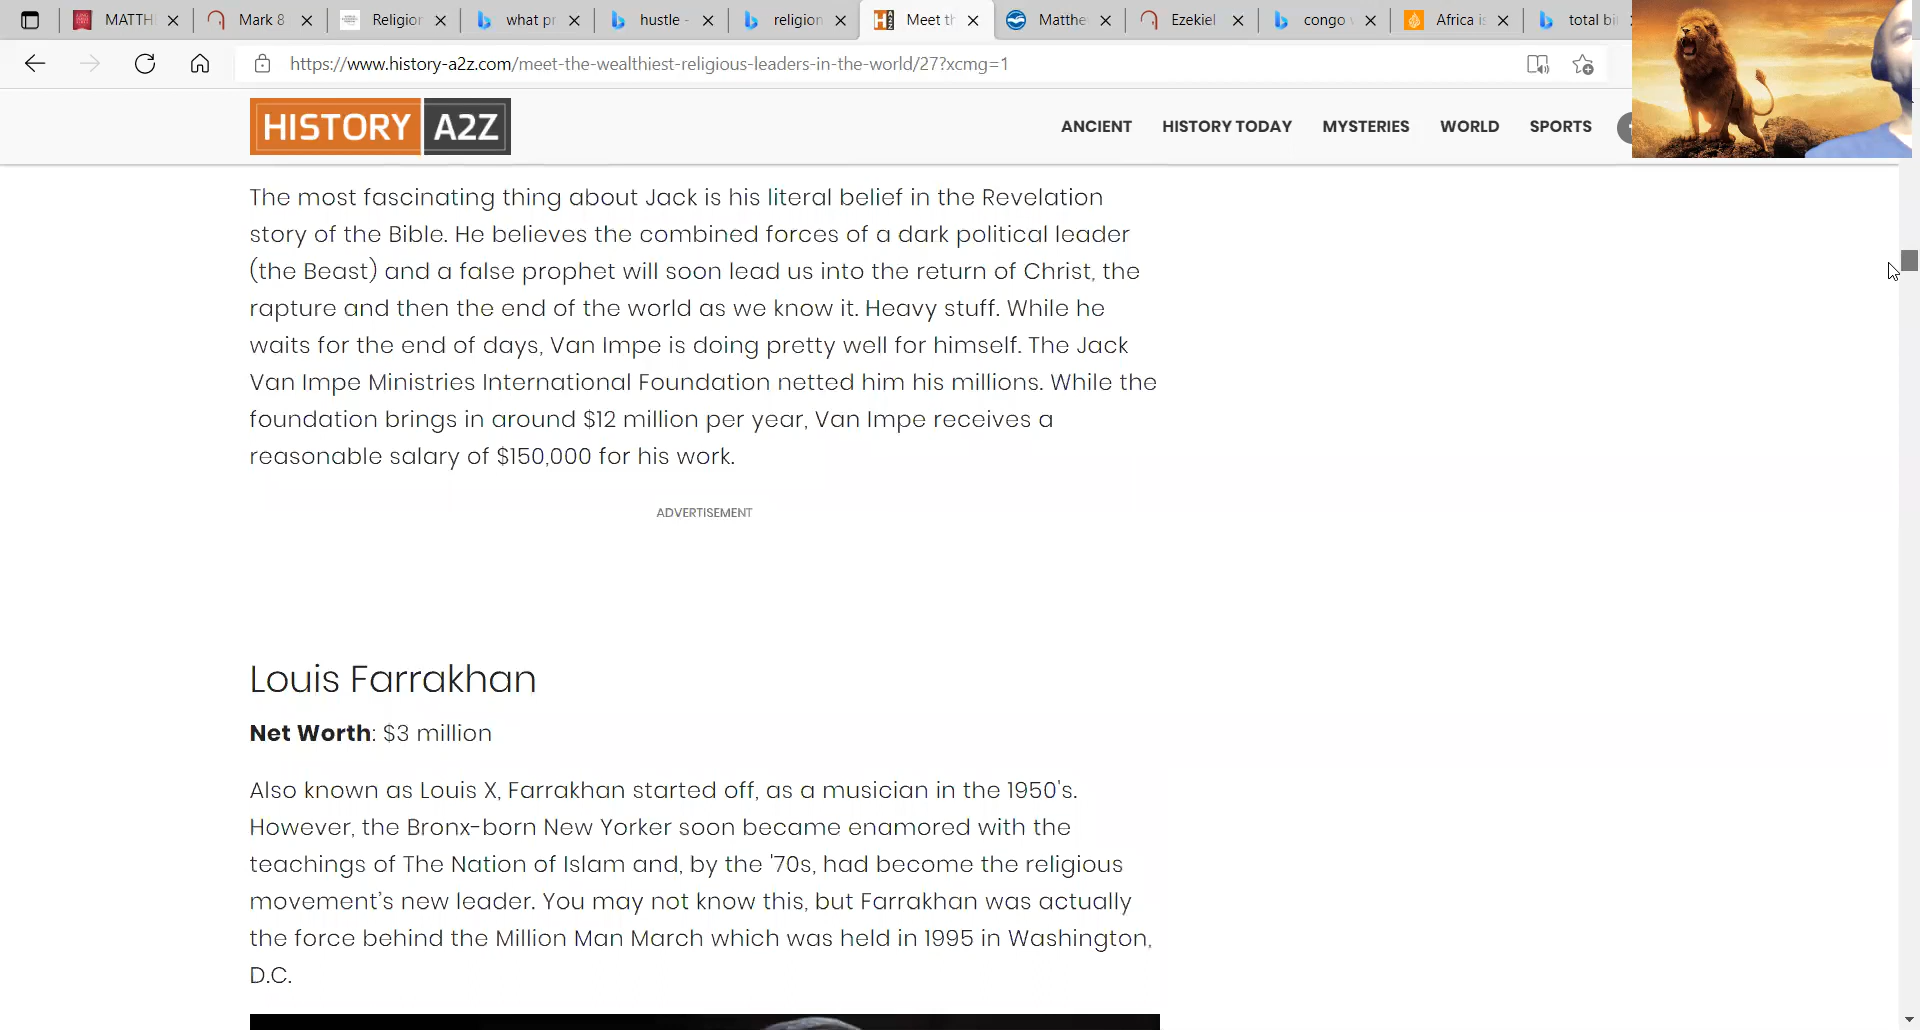 MATTH
Mark 8
Religion
what pr
hustle -
religion
Meet th
Matthe
Ezekiel
congo
Africa is
total bi
https://www.history-a2z.com/meet-the-wealthiest-religious-leaders-in-the-world/27?xcmg=1
HISTORY A2Z
ANCIENT
HISTORY TODAY
MYSTERIES
WORLD
SPORTS
The most fascinating thing about Jack is his literal belief in the Revelation
story of the Bible. He believes the combined forces of a dark political leader
(the Beast) and a false prophet will soon lead us into the return of Christ, the
rapture and then the end of the world as we know it. Heavy stuff. While he
waits for the end of days, Van Impe is doing pretty well for himself. The Jack
Van Impe Ministries International Foundation netted him his millions. While the
foundation brings in around $12 million per year, Van Impe receives a
reasonable salary of $150,000 for his work.
ADVERTISEMENT
Louis Farrakhan
Net Worth: $3 million
Also known as Louis X, Farrakhan started off, as a musician in the 1950's.
However, the Bronx-born New Yorker soon became enamored with the
teachings of The Nation of Islam and, by the '70s, had become the religious
movement's new leader. You may not know this, but Farrakhan was actually
the force behind the Million Man March which was held in 1995 in Washington,
D.C.